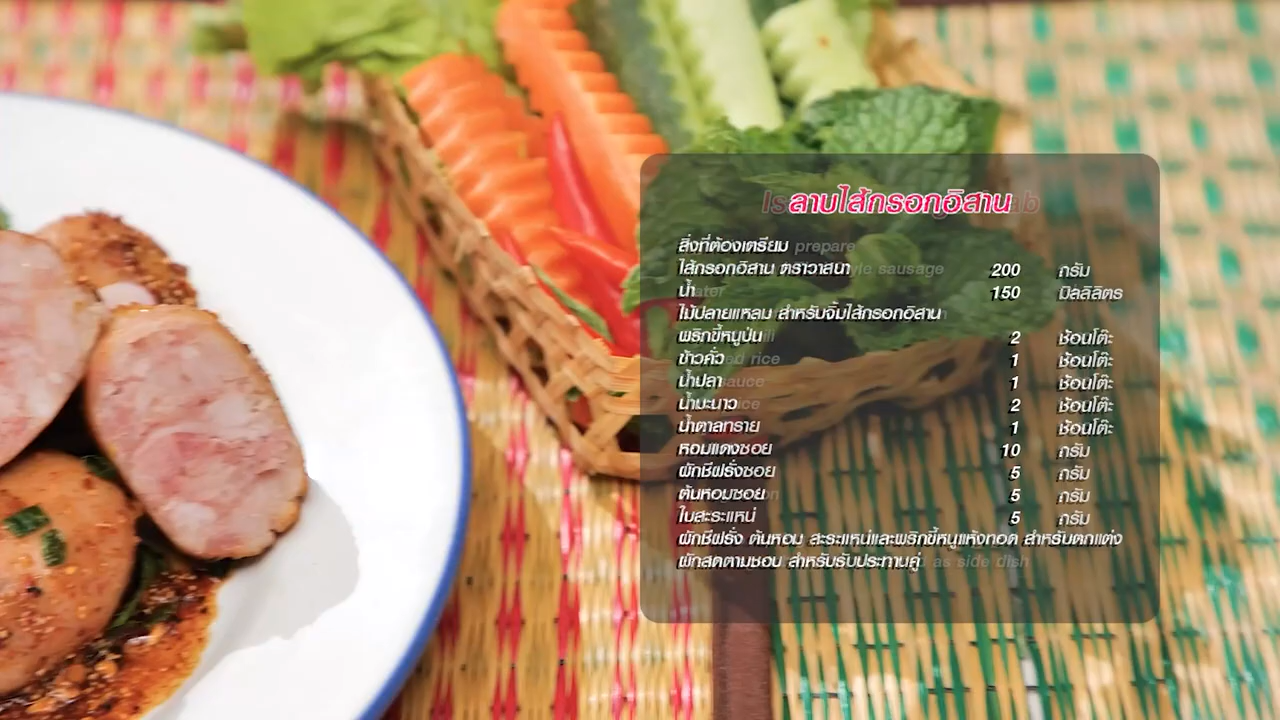 ลาบไส้กรอกอิสาน
สิ่งที่ต้องเตรียม prepare
ไส้กรอกอิสาน ตราวาสนา style sausage 200 กรัม
น้ำ 150 มิลลิลิตร
ไม้ปลายแหลม สำหรับจิ้มไส้กรอกอิสาน
พริกขี้หนูป่น 2 ช้อนโต๊ะ
ข้าวคั่ว rice 1 ช้อนโต๊ะ
น้ำปลา sauce 1 ช้อนโต๊ะ
น้ำมะนาว 2 ช้อนโต๊ะ
น้ำตาลทราย 1 ช้อนโต๊ะ
หอมแดงซอย 10 กรัม
ผักชีฝรั่งซอย 5 กรัม
ต้นหอมซอย 5 กรัม
ใบสะระแหน่ 5 กรัม
ผักชีฝรั่ง ต้นหอม สะระแหน่และพริกขี้หนูแห้งทอด สำหรับตกแต่ง
ผักสดตามชอบ สำหรับรับประทานคู่ as side dish